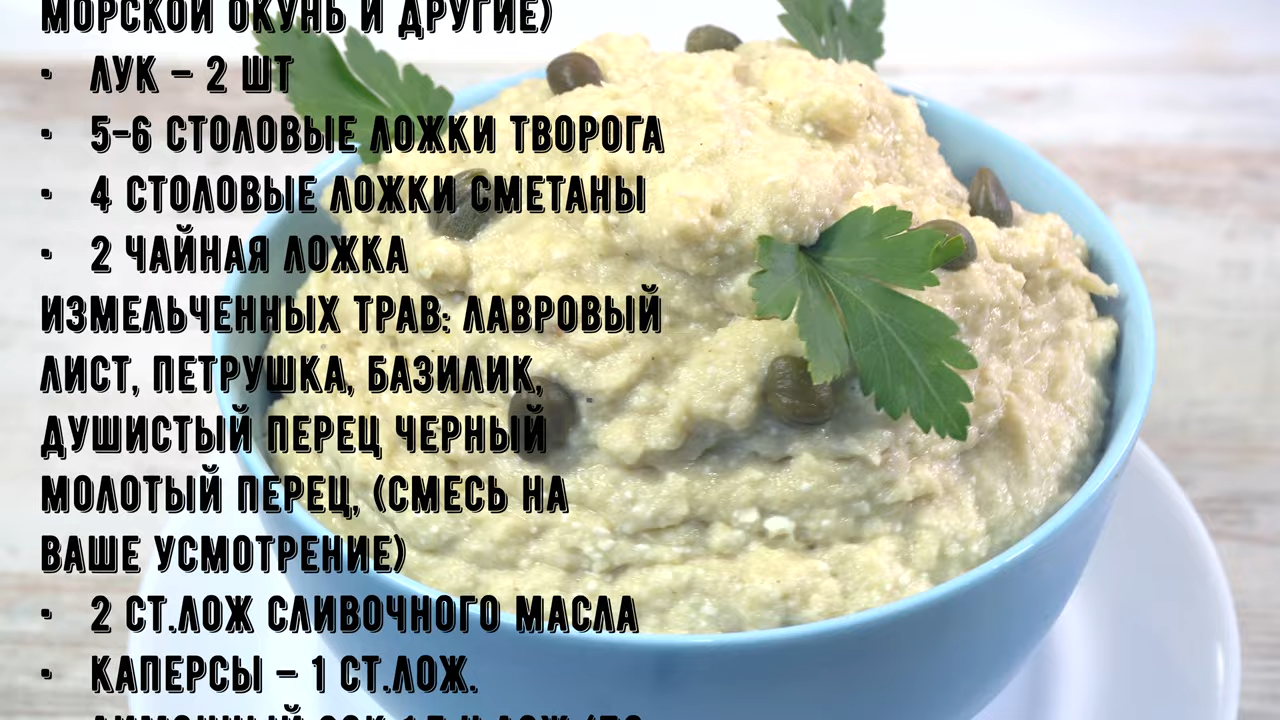 МОРСКОЙ ОКУНЬ И ДРУГИЕ)
• ЛУК – 2 ШТ
• 5-6 СТОЛОВЫЕ ЛОЖКИ ТВОРОГА
• 4 СТОЛОВЫЕ ЛОЖКИ СМЕТАНЫ
• 2 ЧАЙНАЯ ЛОЖКА
ИЗМЕЛЬЧЕННЫХ ТРАВ: ЛАВРОВЫЙ
ЛИСТ, ПЕТРУШКА, БАЗИЛИК,
ДУШИСТЫЙ ПЕРЕЦ ЧЕРНЫЙ
МОЛОТЫЙ ПЕРЕЦ, (СМЕСЬ НА
ВАШЕ УСМОТРЕНИЕ)
• 2 СТ.ЛОЖ СЛИВОЧНОГО МАСЛА
• КАПЕРСЫ – 1 СТ.ЛОЖ.
ЛИМОННЫЙ СОК